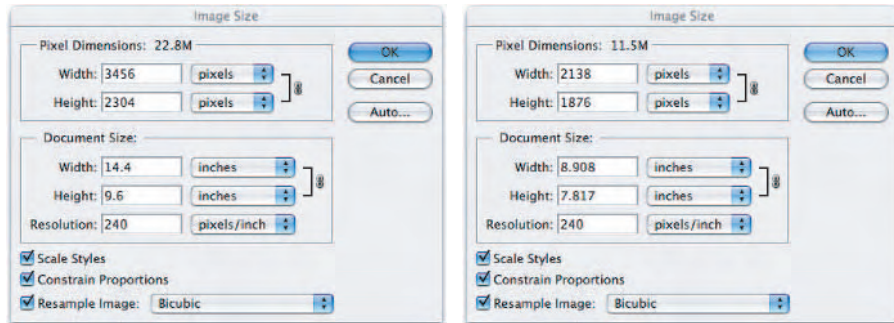 Image Size
Pixel Dimensions: 22.8M
Width: 3456 pixels
Height: 2304 pixels
OK
Cancel
Auto...
Document Size:
Width: 14.4 inches
Height: 9.6 inches
Resolution: 240 pixels/inch
Scale Styles
Constrain Proportions
Resample Image: Bicubic
Image Size
Pixel Dimensions: 11.5M
Width: 2138 pixels
Height: 1876 pixels
OK
Cancel
Auto...
Document Size:
Width: 8.908 inches
Height: 7.817 inches
Resolution: 240 pixels/inch
Scale Styles
Constrain Proportions
Resample Image: Bicubic